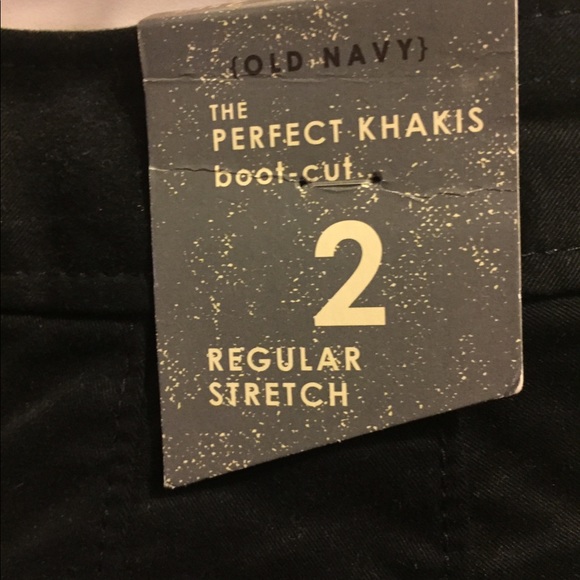 {OLD NAVY}
THE
PERFECT KHAKIS
boot-cut
2
REGULAR
STRETCH